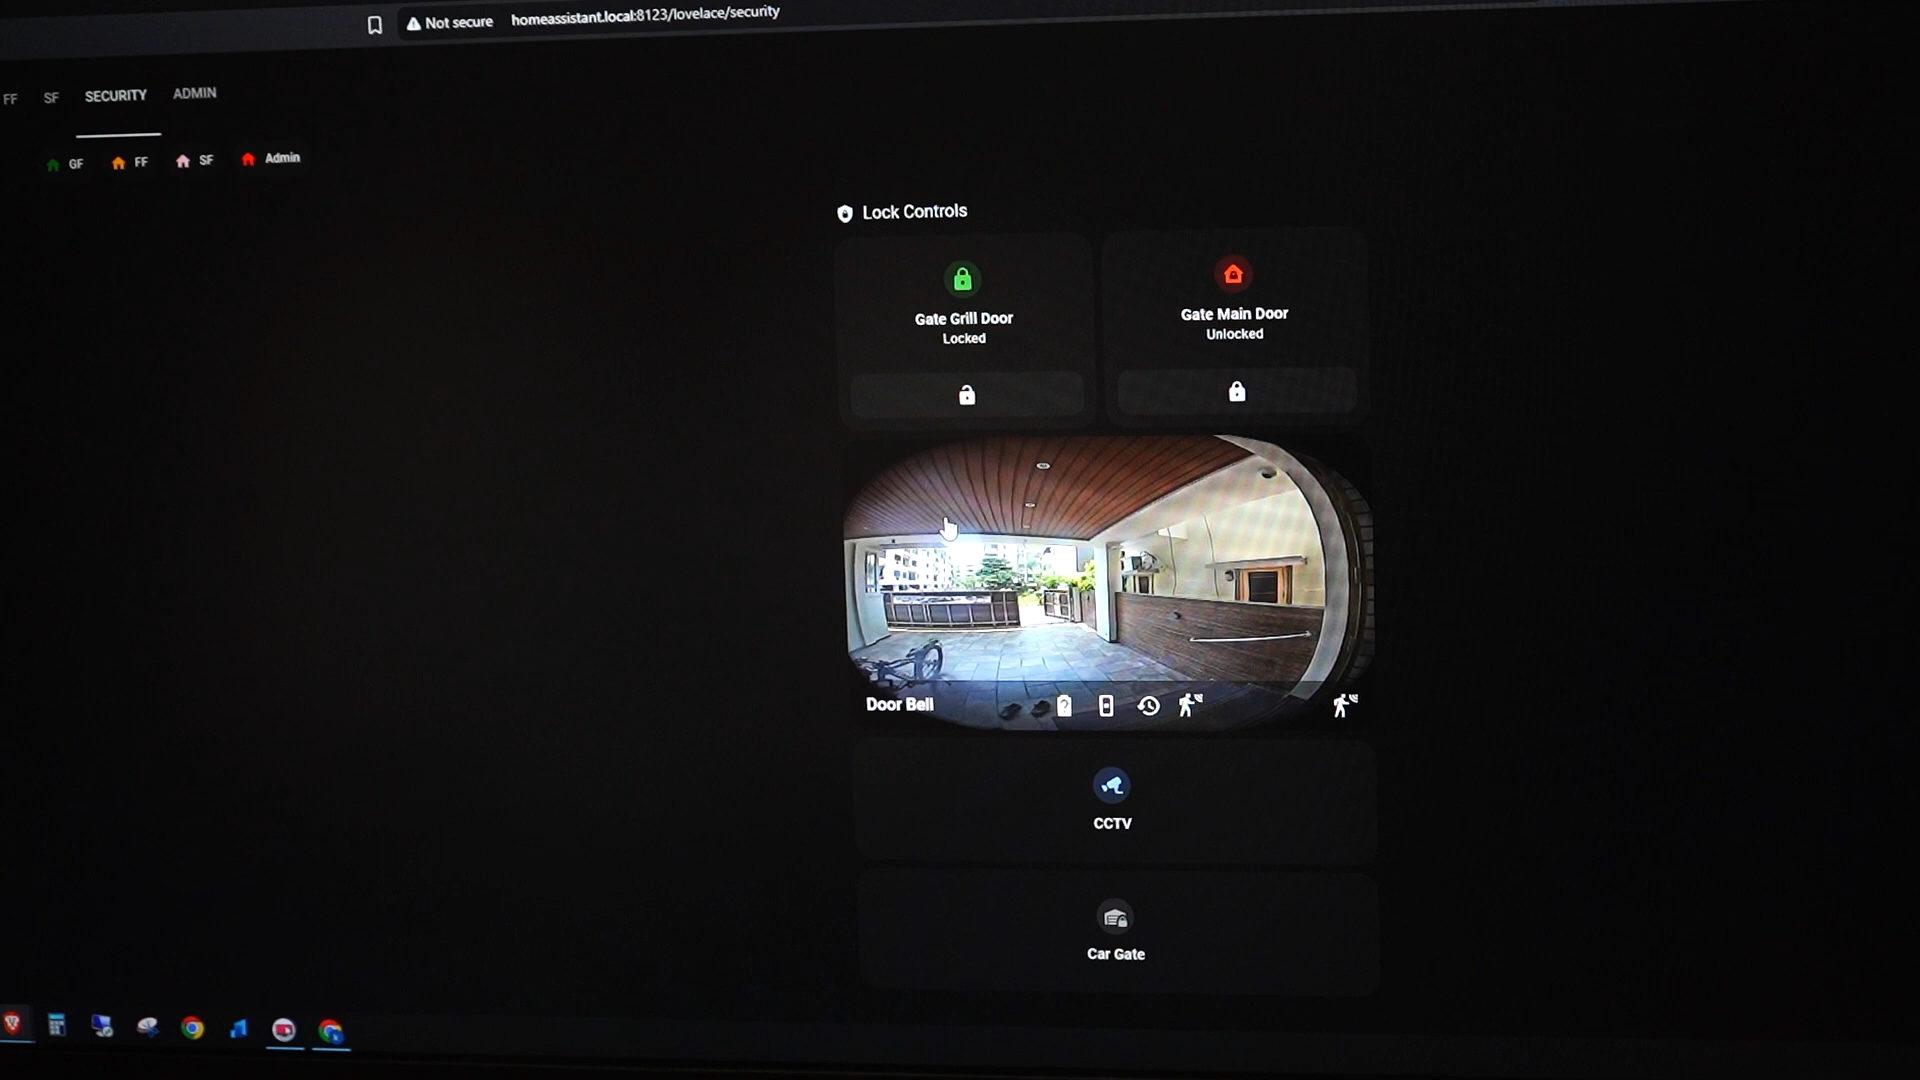 Not secure homeassistant.local:8123/lovelace/security
FF SF SECURITY ADMIN
GF FF SF Admin
Lock Controls
Gate Grill Door
Locked
Gate Main Door
Unlocked
Door Bell
CCTV
Car Gate